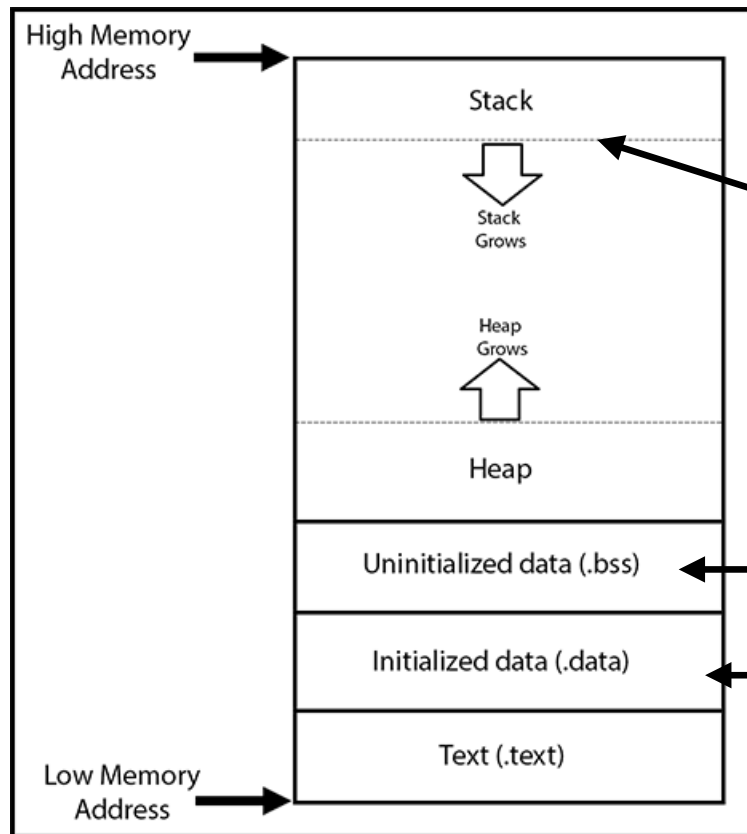 High Memory
Address
Stack
Stack
Grows
Heap
Grows
Heap
Uninitialized data (.bss)
Initialized data (.data)
Text (.text)
Low Memory
Address